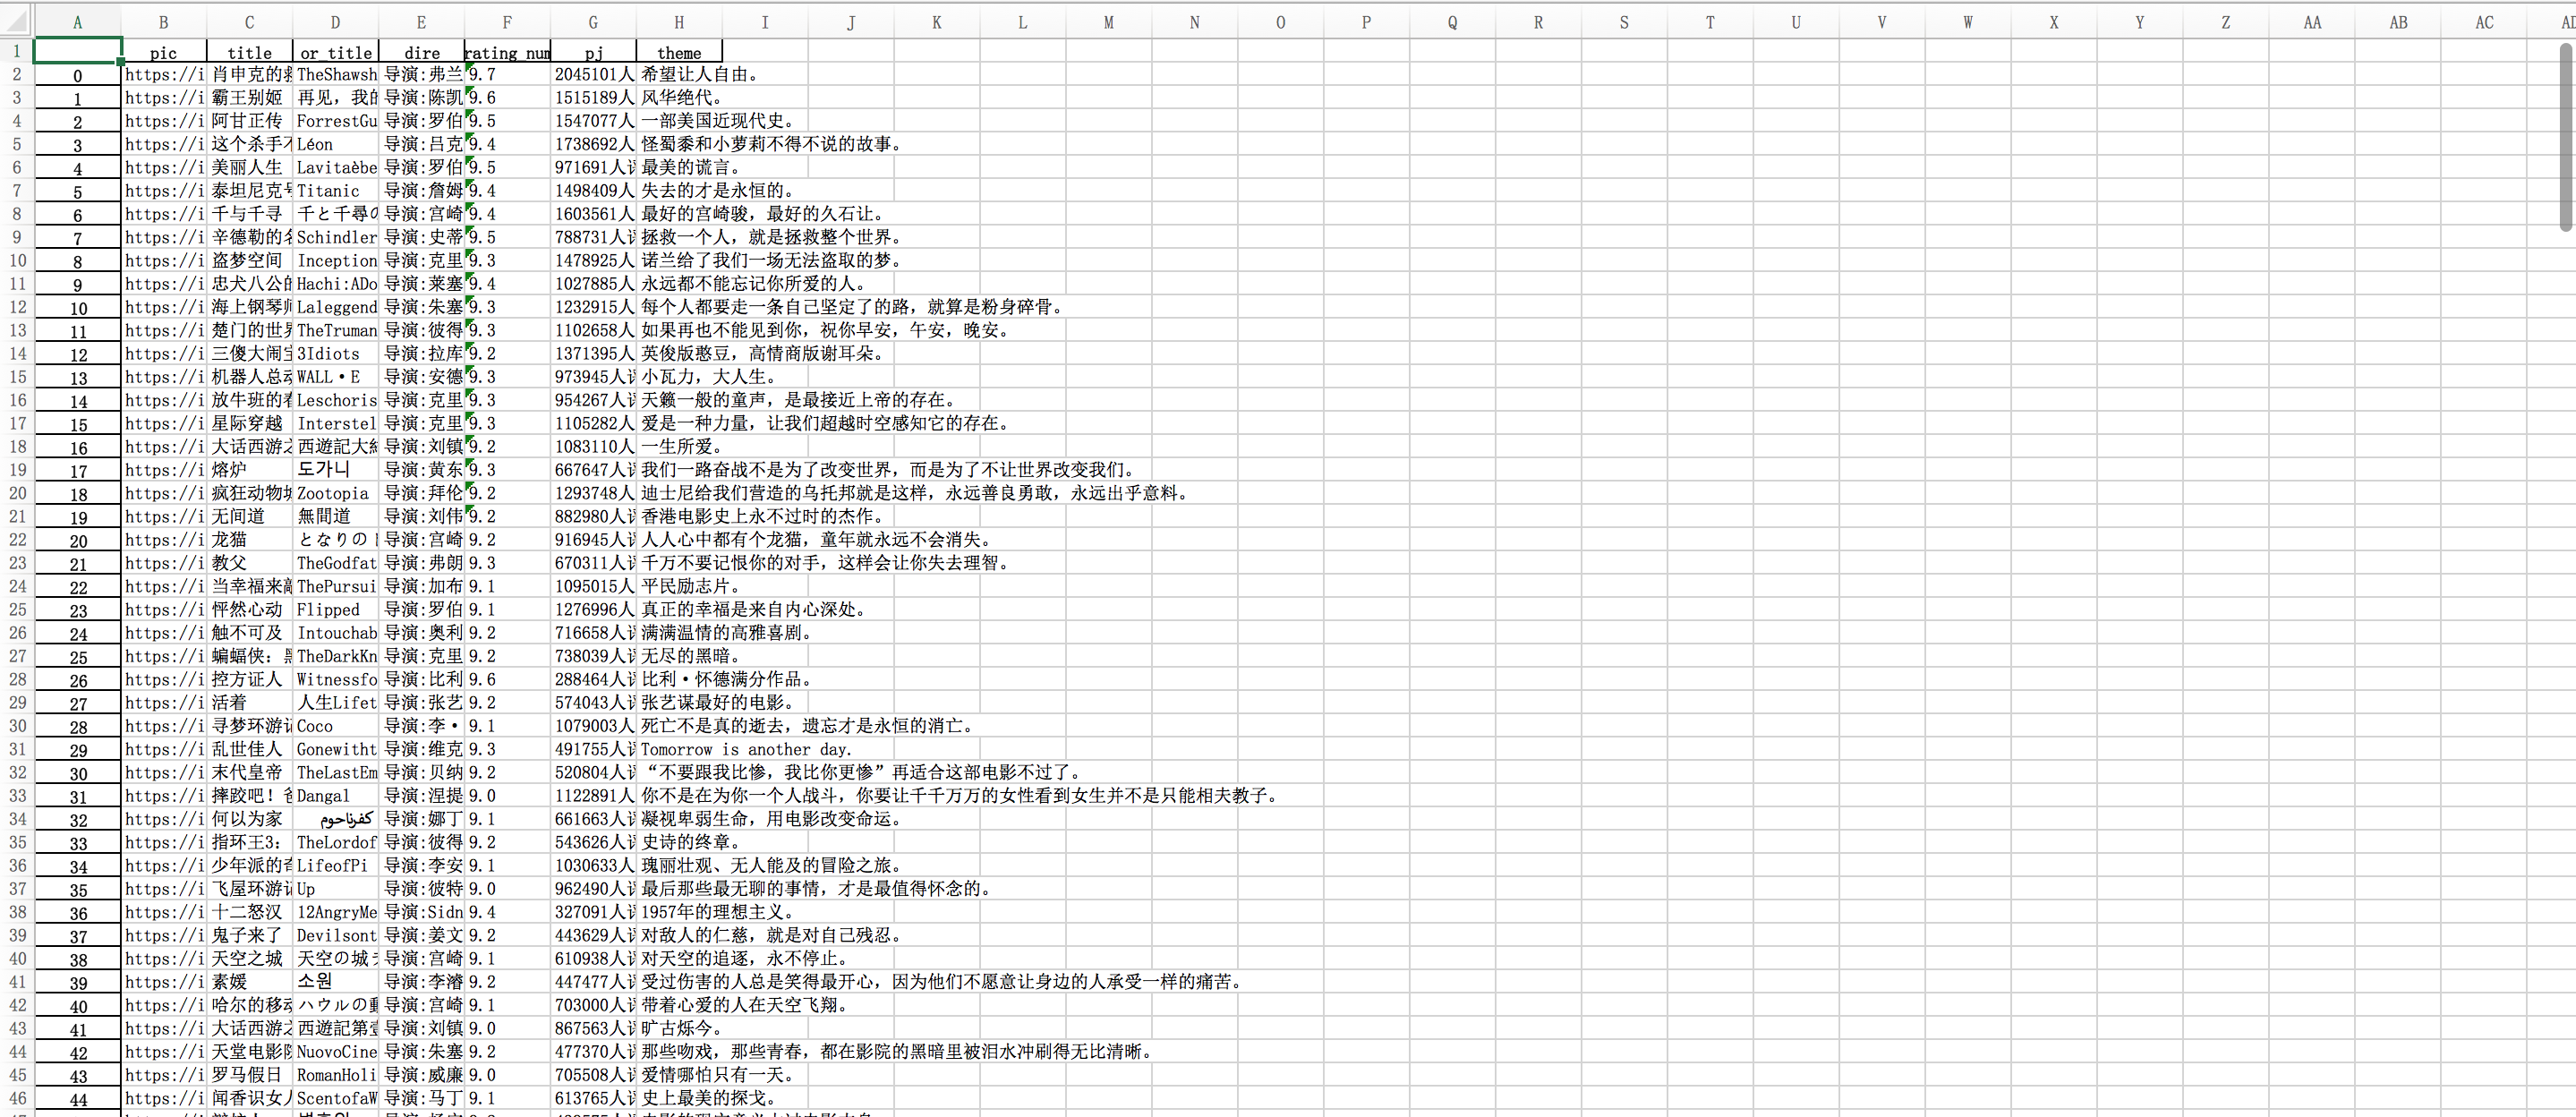 A B C D E F G H I J K L M N O P Q R S T U V W X Y Z AA AB AC AD
1 pic title or_title dire rating_num pj theme
2 0 https://i 肖申克的救 TheShawsh 导演:弗兰 9.7 2045101人 希望让人自由。
3 1 https://i 霸王别姬 再见，我的 导演:陈凯 9.6 1515189人 风华绝代。
4 2 https://i 阿甘正传 ForrestGu 导演:罗伯 9.5 1547077人 一部美国近现代史。
5 3 https://i 这个杀手不 Léon 导演:吕克 9.4 1738692人 怪蜀黍和小萝莉不得不说的故事。
6 4 https://i 美丽人生 Lavitaèbe 导演:罗伯 9.5 971691人评 最美的谎言。
7 5 https://i 泰坦尼克号 Titanic 导演:詹姆 9.4 1498409人 失去的才是永恒的。
8 6 https://i 千与千寻 千と千尋の 导演:宫崎 9.4 1603561人 最好的宫崎骏，最好的久石让。
9 7 https://i 辛德勒的名 Schindler 导演:史蒂 9.5 788731人评 拯救一个人，就是拯救整个世界。
10 8 https://i 盗梦空间 Inception 导演:克里 9.3 1478925人 诺兰给了我们一场无法盗取的梦。
11 9 https://i 忠犬八公的 Hachi:ADo 导演:莱塞 9.4 1027885人 永远都不能忘记你所爱的人。
12 10 https://i 海上钢琴师 Laleggend 导演:朱塞 9.3 1232915人 每个人都要走一条自己坚定了的路，就算是粉身碎骨。
13 11 https://i 楚门的世界 TheTruman 导演:彼得 9.3 1102658人 如果再也不能见到你，祝你早安，午安，晚安。
14 12 https://i 三傻大闹宝 3Idiots 导演:拉库 9.2 1371395人 英俊版憨豆，高情商版谢耳朵。
15 13 https://i 机器人总动 WALL·E 导演:安德 9.3 973945人评 小瓦力，大人生。
16 14 https://i 放牛班的春 Leschoris 导演:克里 9.3 954267人评 天籁一般的童声，是最接近上帝的存在。
17 15 https://i 星际穿越 Interstel 导演:克里 9.3 1105282人 爱是一种力量，让我们超越时空感知它的存在。
18 16 https://i 大话西游之 西遊記大結 导演:刘镇 9.2 1083110人 一生所爱。
19 17 https://i 熔炉 도가니 导演:黄东 9.3 667647人评 我们一路奋战不是为了改变世界，而是为了不让世界改变我们。
20 18 https://i 疯狂动物城 Zootopia 导演:拜伦 9.2 1293748人 迪士尼给我们营造的乌托邦就是这样，永远善良勇敢，永远出乎意料。
21 19 https://i 无间道 無間道 导演:刘伟 9.2 882980人评 香港电影史上永不过时的杰作。
22 20 https://i 龙猫 となりのト 导演:宫崎 9.2 916945人评 人人心中都有个龙猫，童年就永远不会消失。
23 21 https://i 教父 TheGodfat 导演:弗朗 9.3 670311人评 千万不要记恨你的对手，这样会让你失去理智。
24 22 https://i 当幸福来敲 ThePursui 导演:加布 9.1 1095015人 平民励志片。
25 23 https://i 怦然心动 Flipped 导演:罗伯 9.1 1276996人 真正的幸福是来自内心深处。
26 24 https://i 触不可及 Intouchab 导演:奥利 9.2 716658人评 满满温情的高雅喜剧。
27 25 https://i 蝙蝠侠：黑 TheDarkKn 导演:克里 9.2 738039人评 无尽的黑暗。
28 26 https://i 控方证人 Witnessfo 导演:比利 9.6 288464人评 比利·怀德满分作品。
29 27 https://i 活着 人生Lifet 导演:张艺 9.2 574043人评 张艺谋最好的电影。
30 28 https://i 寻梦环游记 Coco 导演:李· 9.1 1079003人 死亡不是真的逝去，遗忘才是永恒的消亡。
31 29 https://i 乱世佳人 Gonewitht 导演:维克 9.3 491755人评 Tomorrow is another day.
32 30 https://i 末代皇帝 TheLastEm 导演:贝纳 9.2 520804人评 “不要跟我比惨，我比你更惨”再适合这部电影不过了。
33 31 https://i 摔跤吧！爸 Dangal 导演:涅提 9.0 1122891人 你不是在为你一个人战斗，你要让千千万万的女性看到女生并不是只能相夫教子。
34 32 https://i 何以为家 كفرناحوم 导演:娜丁 9.1 661663人评 凝视卑弱生命，用电影改变命运。
35 33 https://i 指环王3： TheLordof 导演:彼得 9.2 543626人评 史诗的终章。
36 34 https://i 少年派的奇 LifeofPi 导演:李安 9.1 1030633人 瑰丽壮观、无人能及的冒险之旅。
37 35 https://i 飞屋环游记 Up 导演:彼特 9.0 962490人评 最后那些最无聊的事情，才是最值得怀念的。
38 36 https://i 十二怒汉 12AngryMe 导演:Sidn 9.4 327091人评 1957年的理想主义。
39 37 https://i 鬼子来了 Devilsont 导演:姜文 9.2 443629人评 对敌人的仁慈，就是对自己残忍。
40 38 https://i 天空之城 天空の城ラ 导演:宫崎 9.1 610938人评 对天空的追逐，永不停止。
41 39 https://i 素媛 소원 导演:李濬 9.2 447477人评 受过伤害的人总是笑得最开心，因为他们不愿意让身边的人承受一样的痛苦。
42 40 https://i 哈尔的移动 ハウルの動 导演:宫崎 9.1 703000人评 带着心爱的人在天空飞翔。
43 41 https://i 大话西游之 西遊記第壹 导演:刘镇 9.0 867563人评 旷古烁今。
44 42 https://i 天堂电影院 NuovoCine 导演:朱塞 9.2 477370人评 那些吻戏，那些青春，都在影院的黑暗里被泪水冲刷得无比清晰。
45 43 https://i 罗马假日 RomanHoli 导演:威廉 9.0 705508人评 爱情哪怕只有一天。
46 44 https://i 闻香识女人 ScentofaW 导演:马丁 9.1 613765人评 史上最美的探戈。